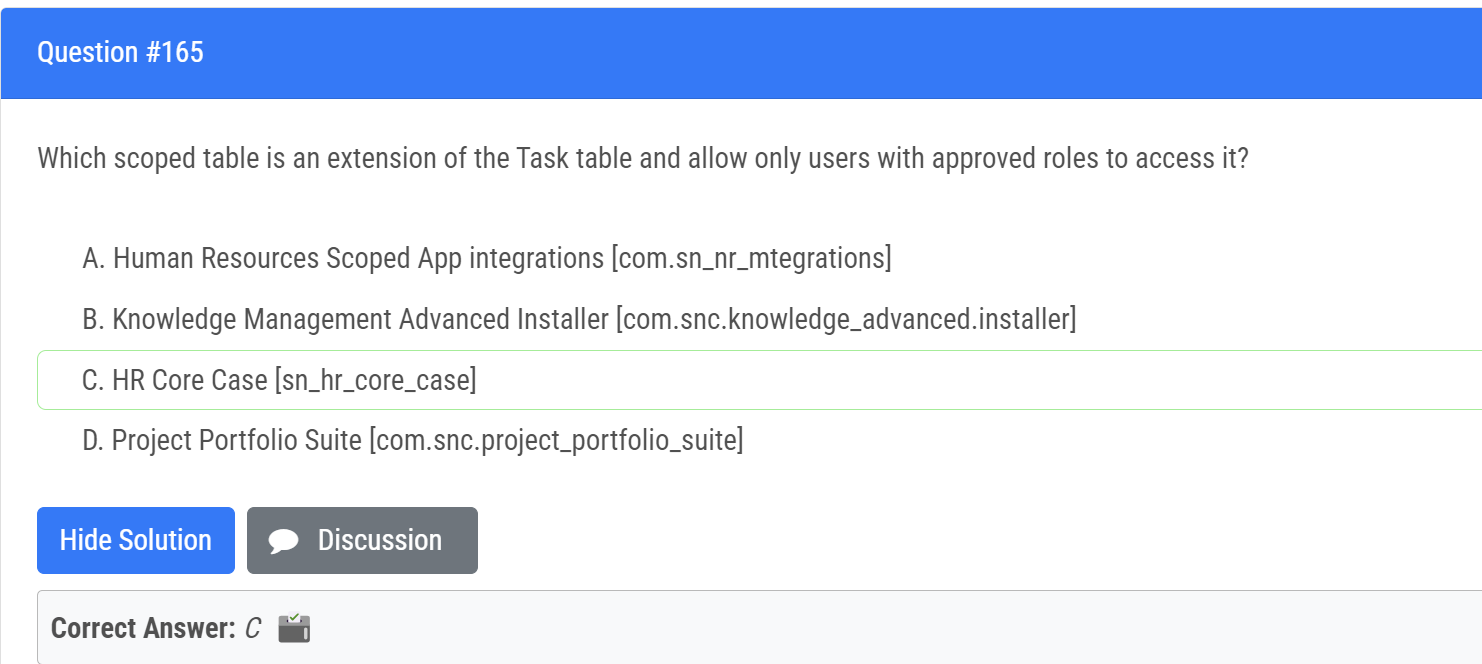 Question #165
Which scoped table is an extension of the Task table and allow only users with approved roles to access it?
A. Human Resources Scoped App integrations [com.sn_nr_mtegrations]
B. Knowledge Management Advanced Installer [com.snc.knowledge_advanced.installer]
C. HR Core Case [sn_hr_core_case]
D. Project Portfolio Suite [com.snc.project_portfolio_suite]
Hide Solution Discussion
Correct Answer: C